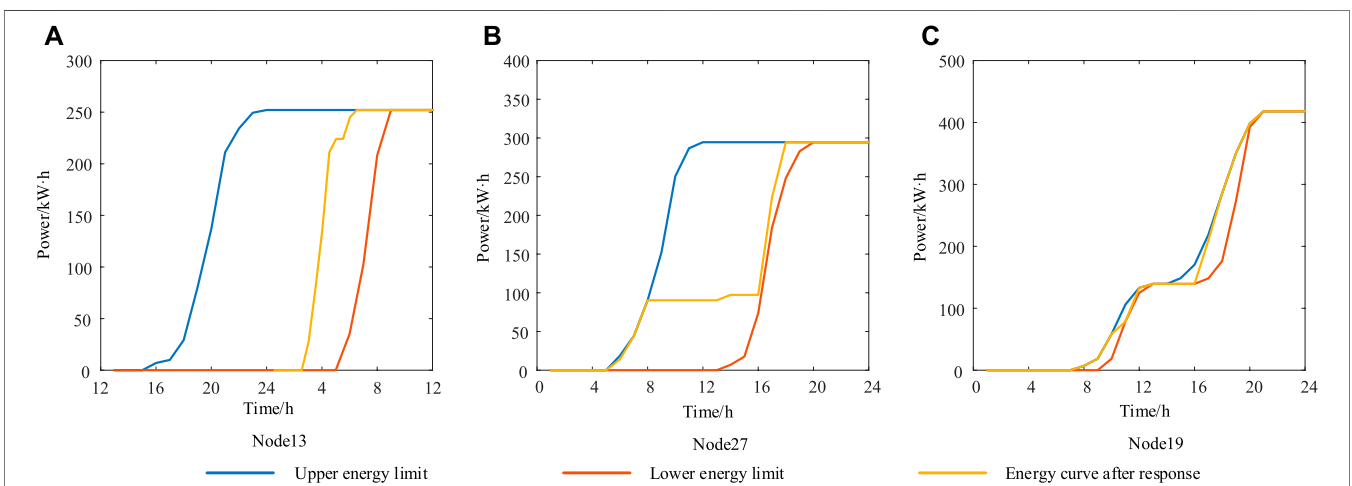 A
B
C
300
250
200
150
100
50
0
Power/kW·h
12
16
20
24
4
8
12
Time/h
Node13
400
350
300
250
200
150
100
50
0
Power/kW·h
0
4
8
12
16
20
24
Time/h
Node27
500
400
300
200
100
0
Power/kW·h
0
4
8
12
16
20
24
Time/h
Node19
Upper energy limit
Lower energy limit
Energy curve after response